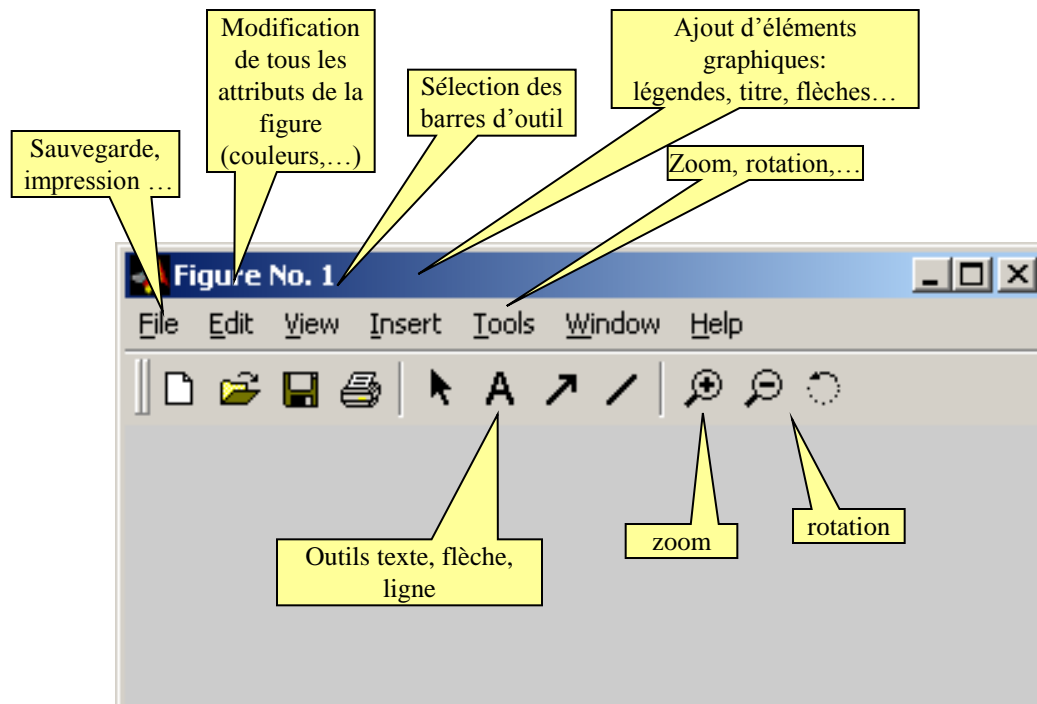 Modification
de tous les
attributs de la
figure
(couleurs,…)
Ajout d’éléments
graphiques:
légendes, titre, flèches…
Sélection des
barres d’outil
Sauvegarde,
impression …
Zoom, rotation,…
Figure No. 1
File Edit View Insert Tools Window Help
A
Outils texte, flèche,
ligne
zoom
rotation